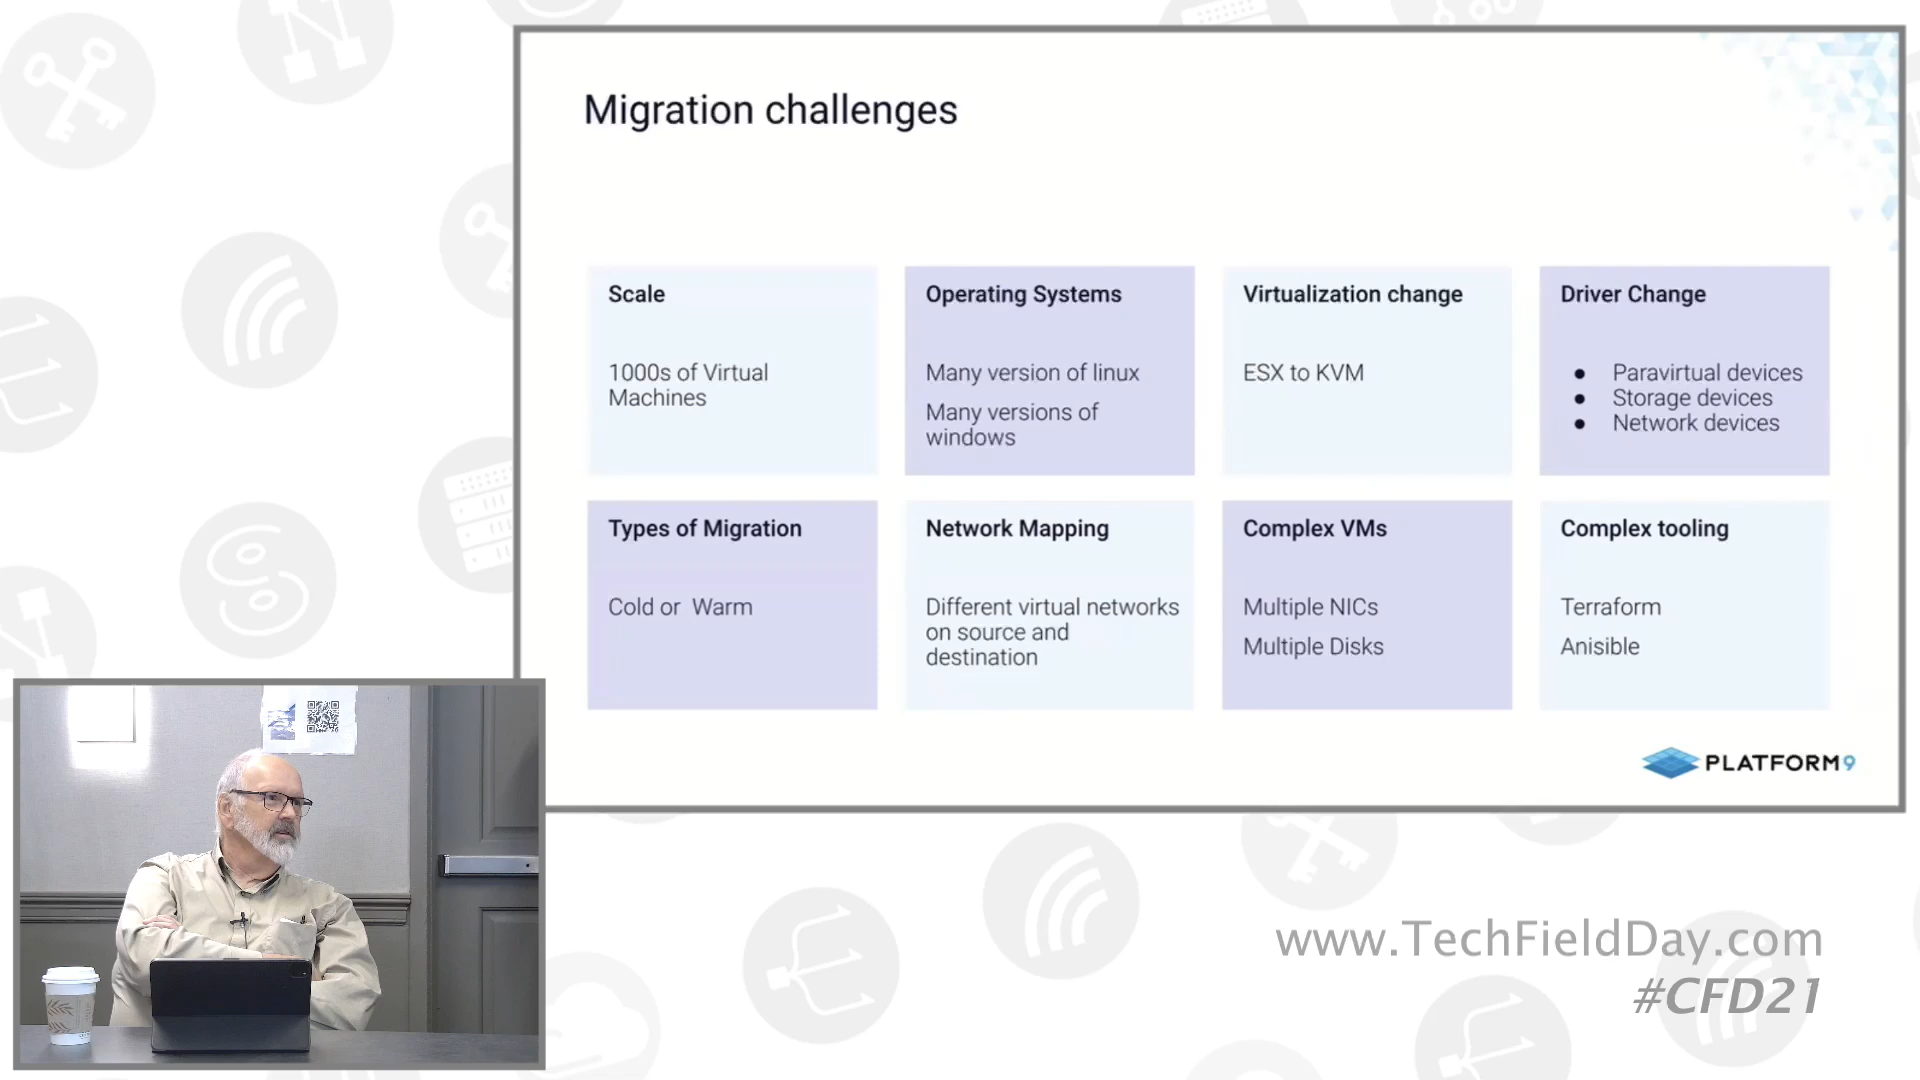 Migration challenges
Scale
1000s of Virtual
Machines
Operating Systems
Many version of linux
Many versions of
windows
Virtualization change
ESX to KVM
Driver Change
● Paravirtual devices
● Storage devices
● Network devices
Types of Migration
Cold or Warm
Network Mapping
Different virtual networks
on source and
destination
Complex VMs
Multiple NICs
Multiple Disks
Complex tooling
Terraform
Anisible
PLATFORM9
www.TechFieldDay.com
#CFD21